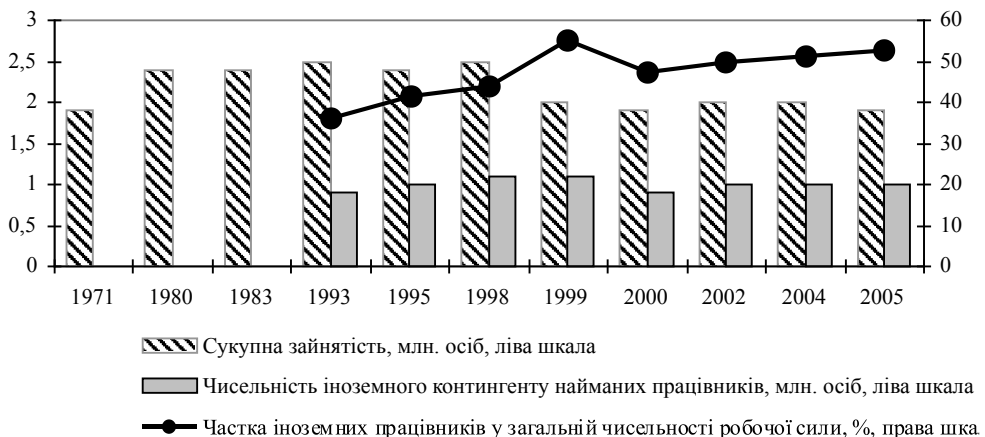 3 60
2,5 50
2 40
1,5 30
1 20
0,5 10
0 0
1971 1980 1983 1993 1995 1998 1999 2000 2002 2004 2005
Сукупна зайнятість, млн. осіб, ліва шкала
Чисельність іноземного контингенту найманих працівників, млн. осіб, ліва шкала
Частка іноземних працівників у загальній чисельності робочої сили, %, права шка